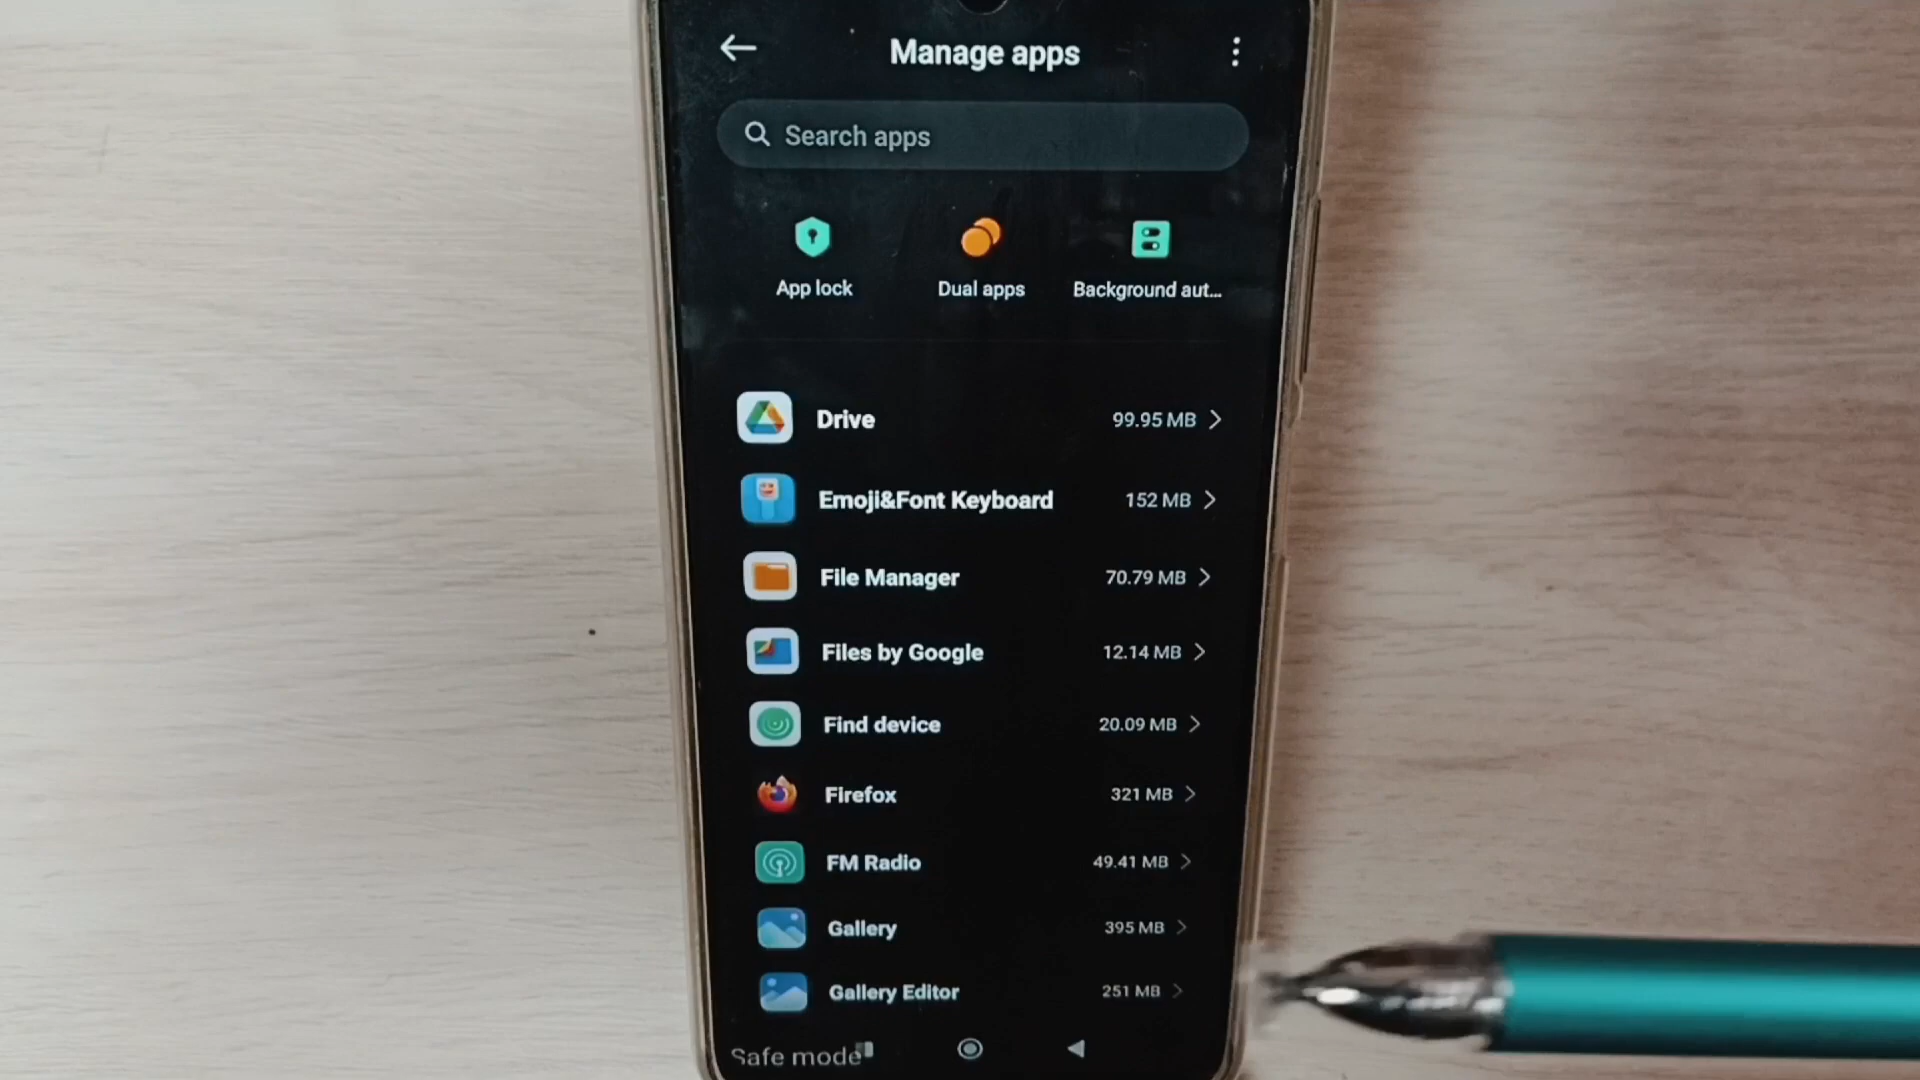 Manage apps
Search apps
App lock
Dual apps
Background aut...
Drive 99.95 MB
Emoji&Font Keyboard 152 MB
File Manager 70.79 MB
Files by Google 12.14 MB
Find device 20.09 MB
Firefox 321 MB
FM Radio 49.41 MB
Gallery 395 MB
Gallery Editor 251 MB
Safe mode